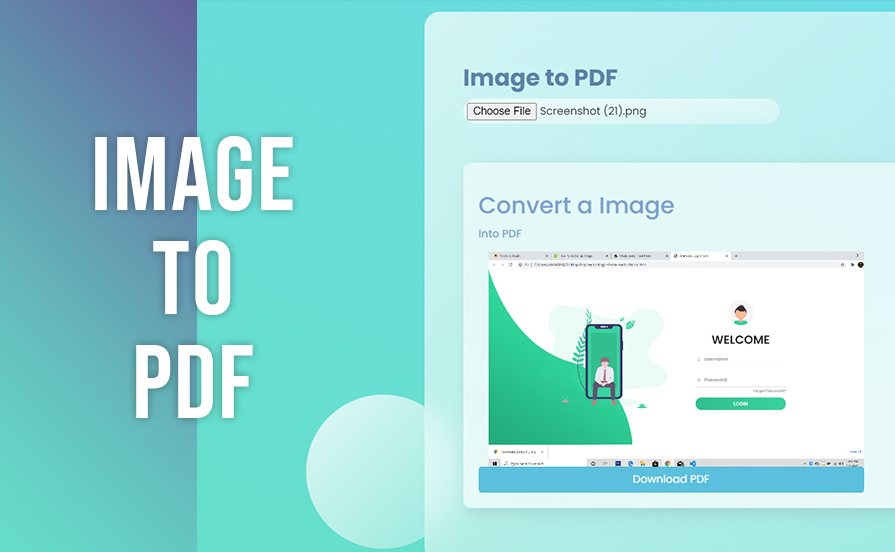 IMAGE
TO
PDF
Image to PDF
Choose File Screenshot (21).png
Convert a Image
Into PDF
WELCOME
Username
Password
Forgot Password?
LOGIN
Download PDF